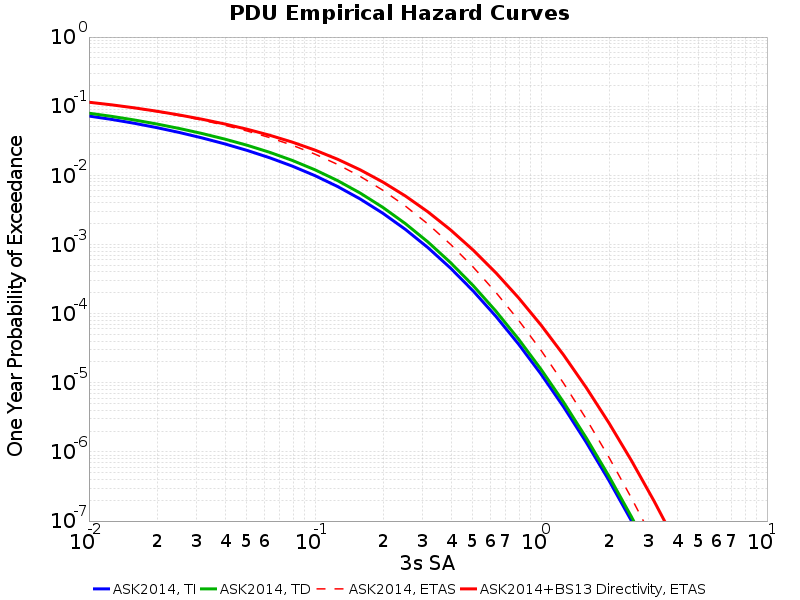 PDU Empirical Hazard Curves
One Year Probability of Exceedance
10^0
10^-1
10^-2
10^-3
10^-4
10^-5
10^-6
10^-7
10^-2 2 3 4 5 6 10^-1 2 3 4 5 6 7 10^0 2 3 4 5 6 7 10^1
3s SA
ASK2014, TI ASK2014, TD ASK2014, ETAS ASK2014+BS13 Directivity, ETAS